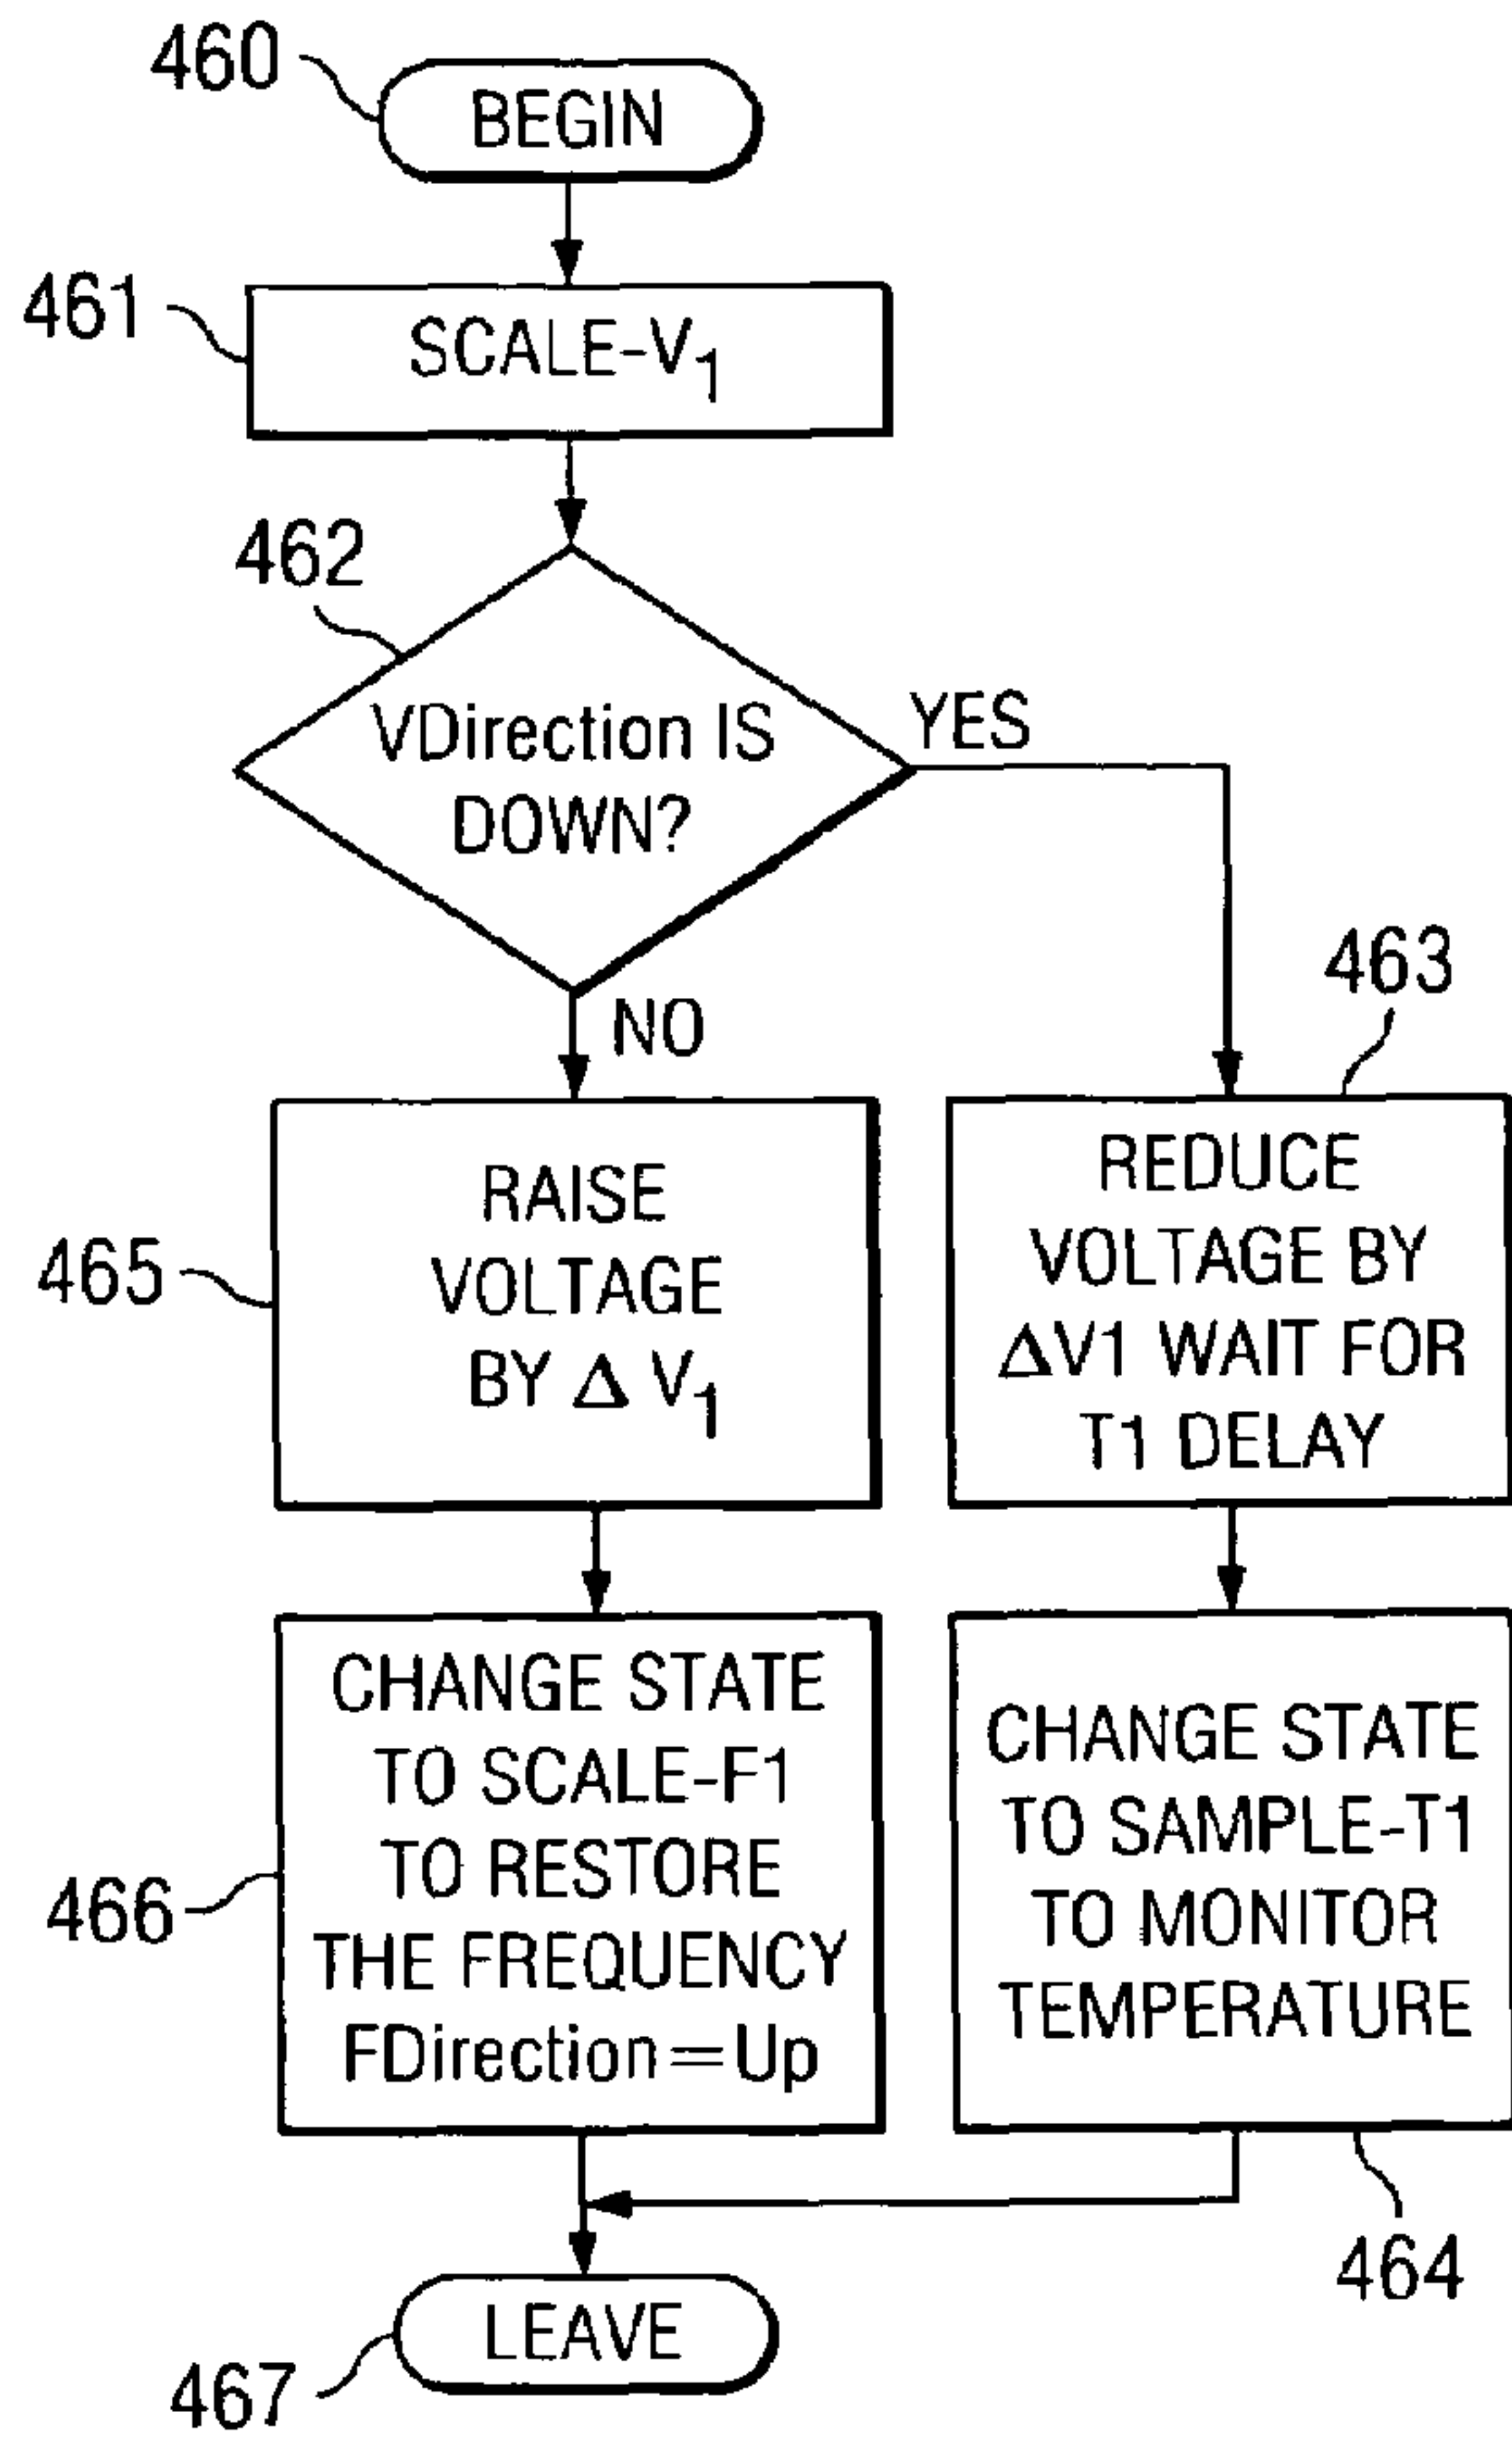 460
BEGIN
461
SCALE-V1
462
VDirection IS
DOWN?
YES
NO
463
REDUCE
VOLTAGE BY
ΔV1 WAIT FOR
T1 DELAY
465
RAISE
VOLTAGE
BY Δ V1
466
CHANGE STATE
TO SCALE-F1
TO RESTORE
THE FREQUENCY
FDirection=Up
CHANGE STATE
TO SAMPLE-T1
TO MONITOR
TEMPERATURE
464
LEAVE
467